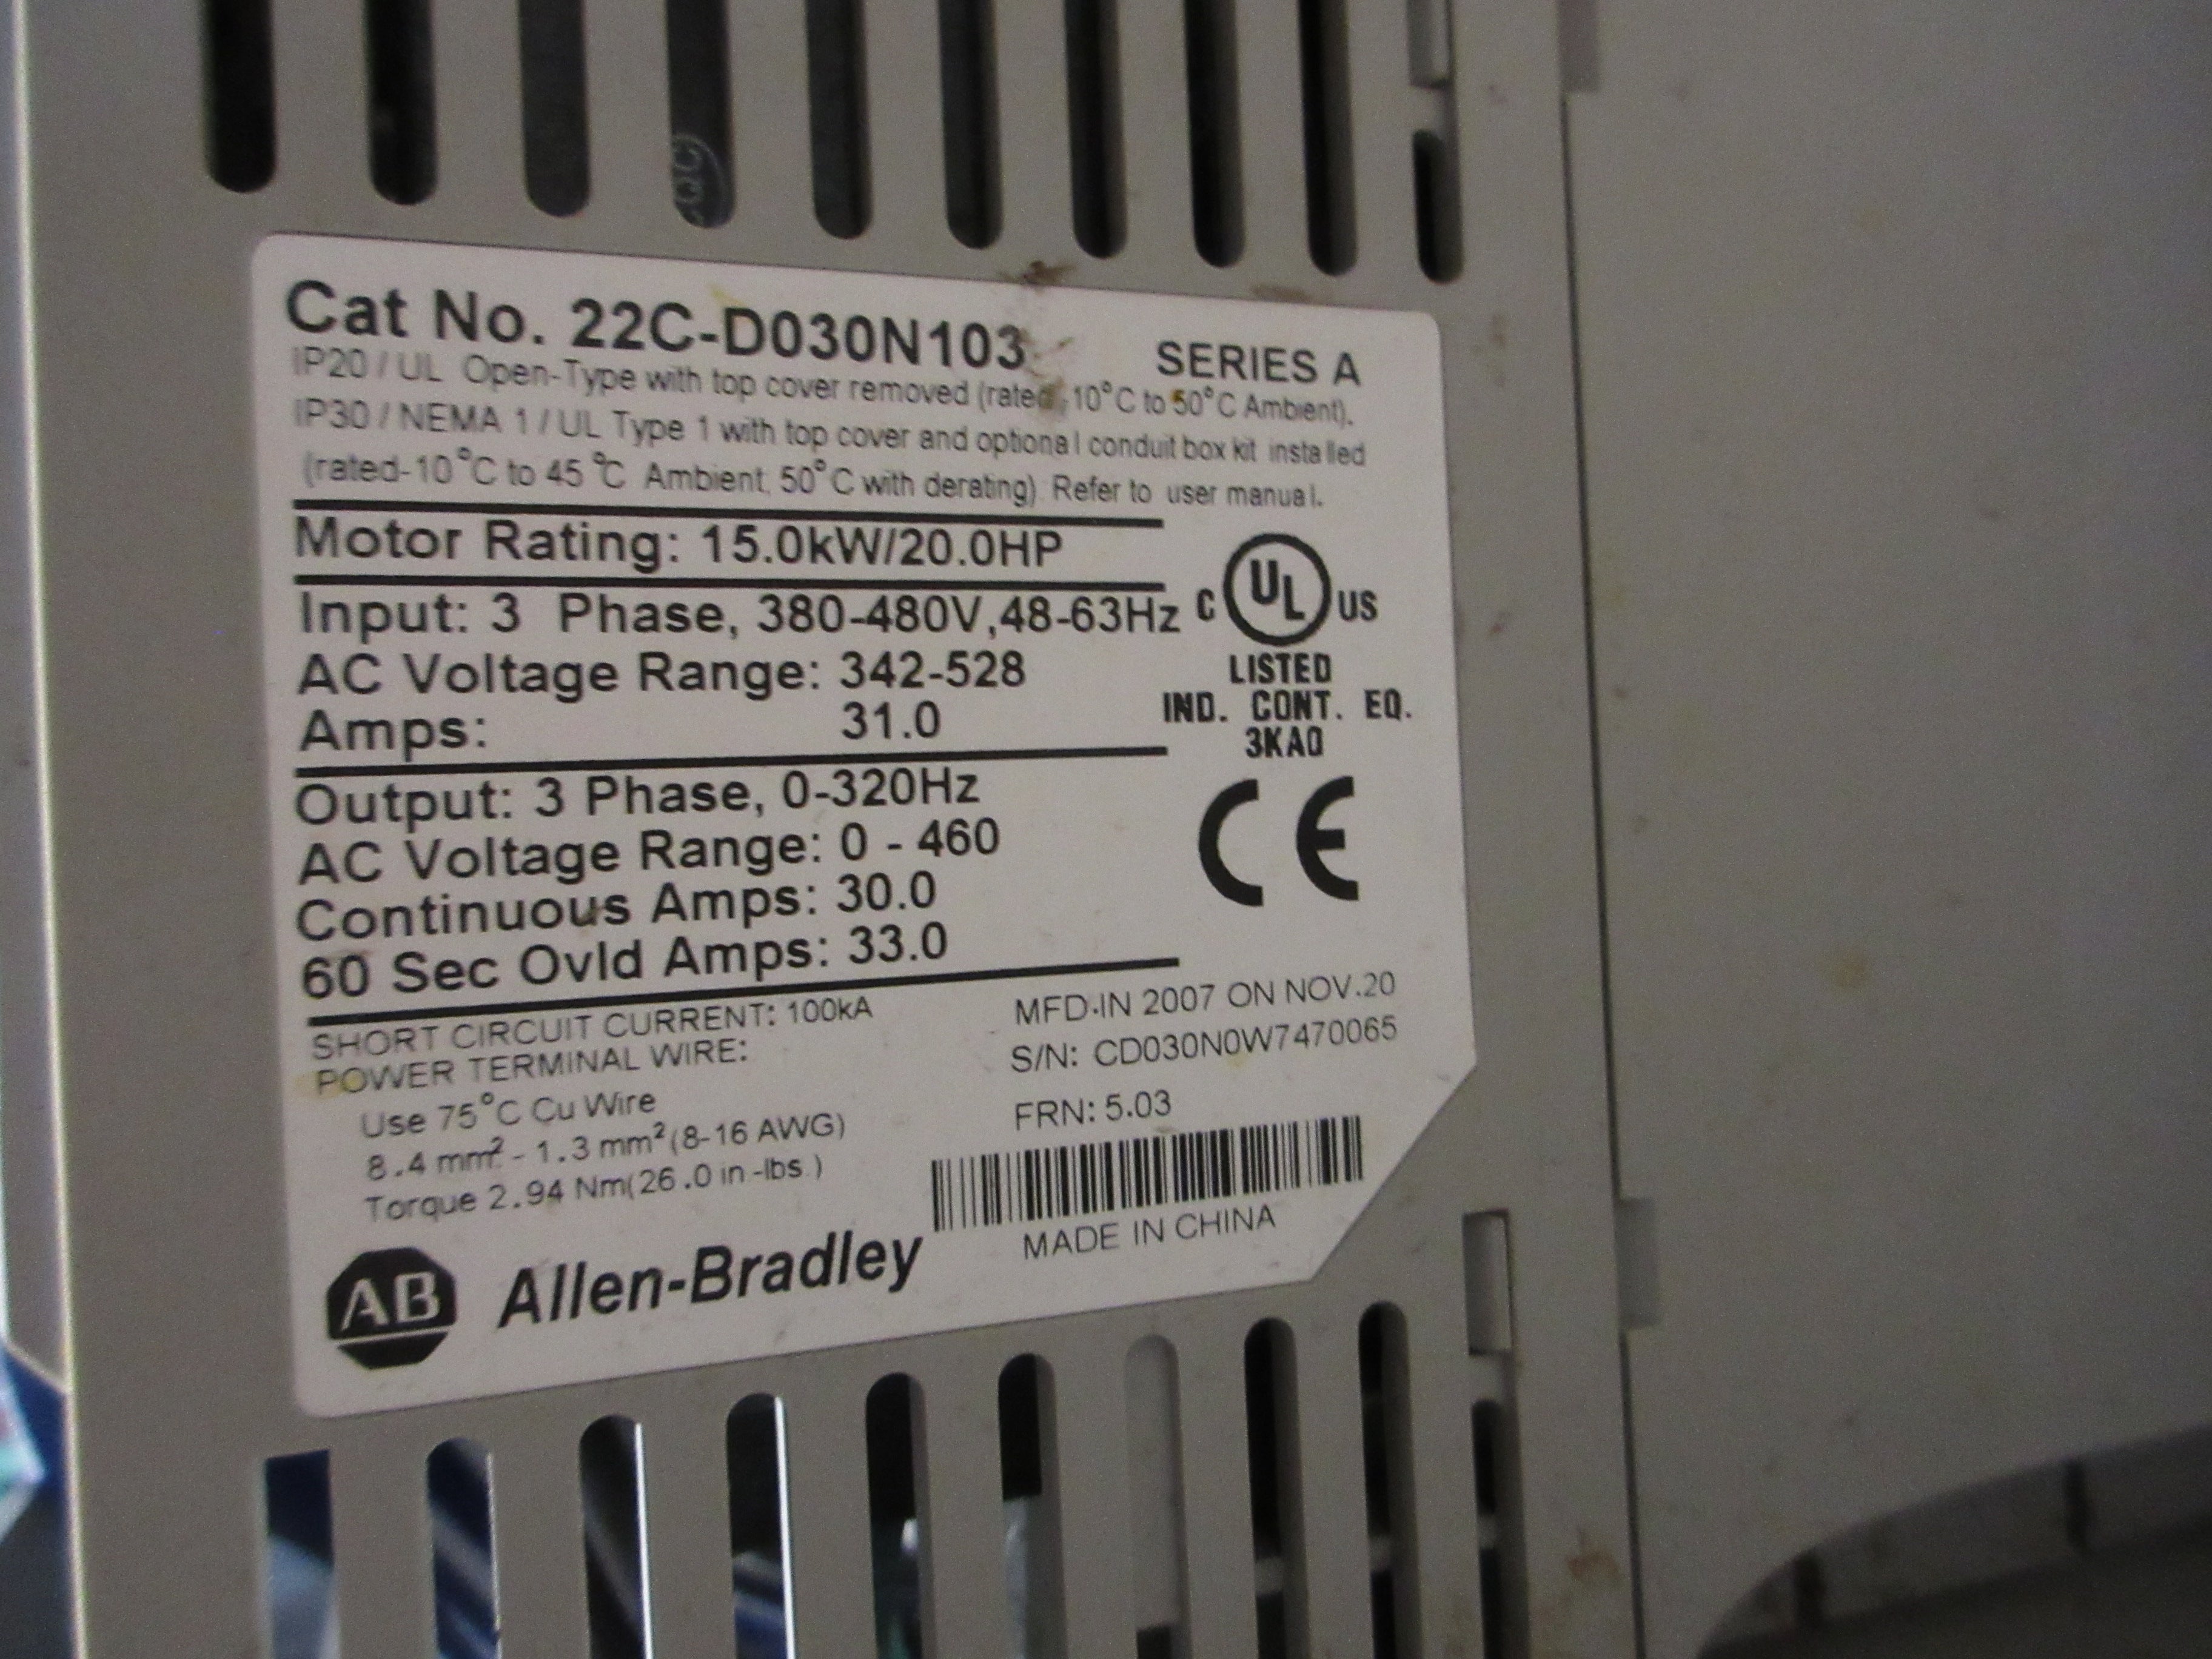 Cat No. 22C-D030N103 SERIES A
IP20 / UL Open-Type with top cover removed (rated -10°C to 50°C Ambient).
IP30 / NEMA 1 / UL Type 1 with top cover and optional conduit box kit installed
(rated-10°C to 45°C Ambient, 50°C with derating). Refer to user manual.
Motor Rating: 15.0kW/20.0HP
Input: 3 Phase, 380-480V,48-63Hz
AC Voltage Range: 342-528
Amps: 31.0
C UL US
LISTED
IND. CONT. EQ.
3KA0
Output: 3 Phase, 0-320Hz
AC Voltage Range: 0 - 460
Continuous Amps: 30.0
60 Sec Ovld Amps: 33.0
CE
SHORT CIRCUIT CURRENT: 100kA
POWER TERMINAL WIRE:
Use 75°C Cu Wire
8.4 mm² - 1.3 mm² (8-16 AWG)
Torque 2.94 Nm(26.0 in.-lbs.)
MFD.IN 2007 ON NOV.20
S/N: CD030N0W7470065
FRN: 5.03
MADE IN CHINA
AB Allen-Bradley